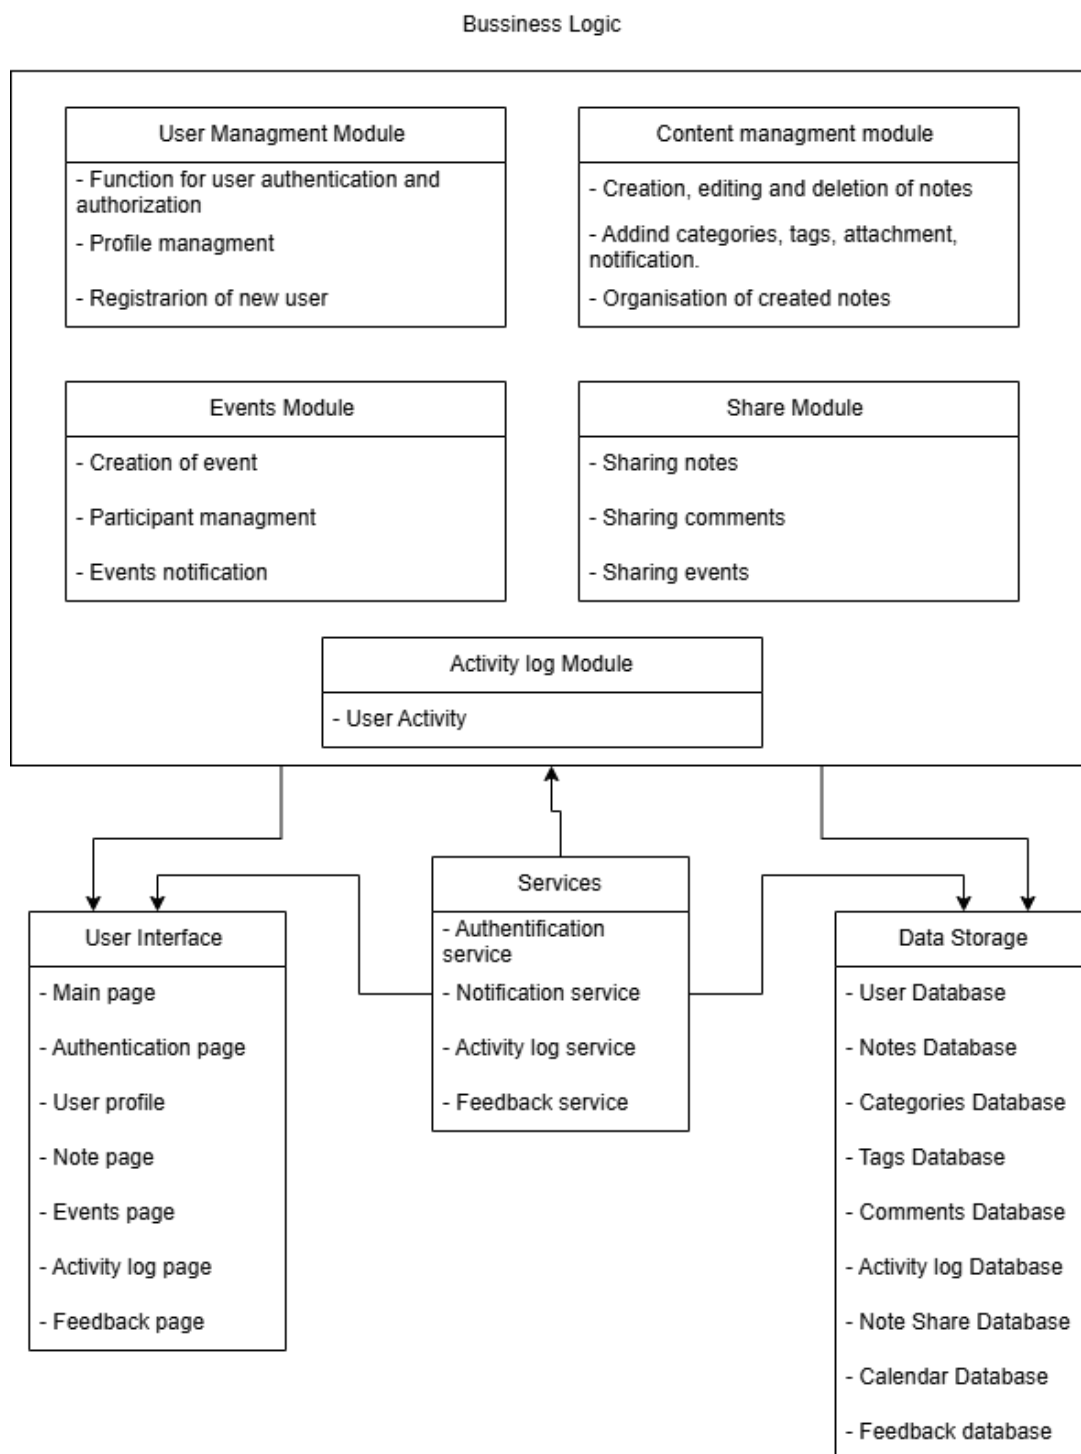 Bussiness Logic
User Managment Module
- Function for user authentication and
authorization
- Profile managment
- Registrarion of new user
Content managment module
- Creation, editing and deletion of notes
- Addind categories, tags, attachment,
notification.
- Organisation of created notes
Events Module
- Creation of event
- Participant managment
- Events notification
Share Module
- Sharing notes
- Sharing comments
- Sharing events
Activity log Module
- User Activity
User Interface
- Main page
- Authentication page
- User profile
- Note page
- Events page
- Activity log page
- Feedback page
Services
- Authentification
service
- Notification service
- Activity log service
- Feedback service
Data Storage
- User Database
- Notes Database
- Categories Database
- Tags Database
- Comments Database
- Activity log Database
- Note Share Database
- Calendar Database
- Feedback database